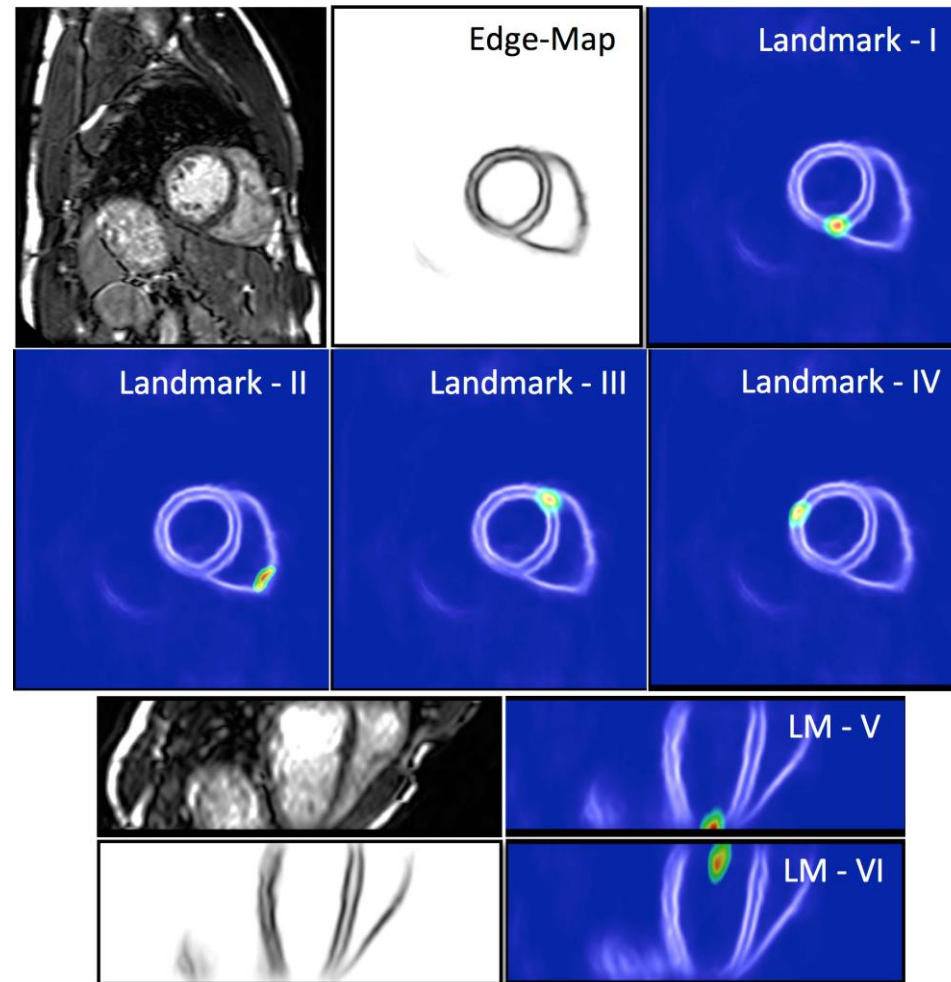 Edge-Map
Landmark - I
Landmark - II
Landmark - III
Landmark - IV
LM - V
LM - VI